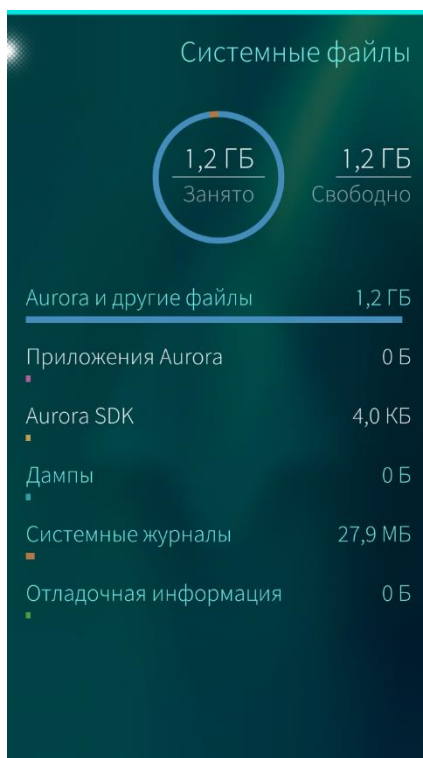 Системные файлы
1,2 ГБ 1,2 ГБ
Занято Свободно
Aurora и другие файлы 1,2 ГБ
Приложения Aurora 0 Б
Aurora SDK 4,0 КБ
Дампы 0 Б
Системные журналы 27,9 МБ
Отладочная информация 0 Б